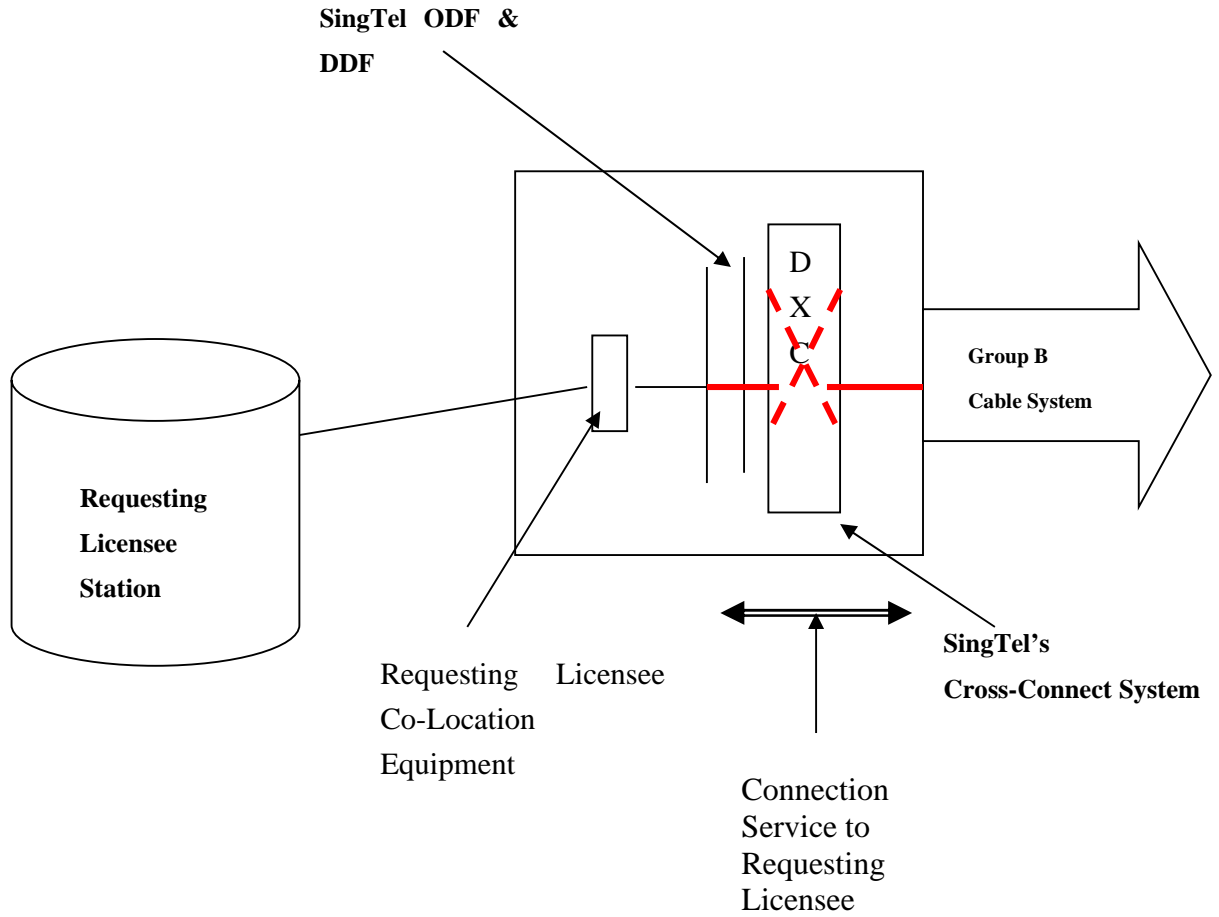 SingTel ODF &
DDF
D
X
C
Group B
Cable System
Requesting
Licensee
Station
SingTel's
Cross-Connect System
Requesting Licensee
Co-Location
Equipment
Connection
Service to
Requesting
Licensee